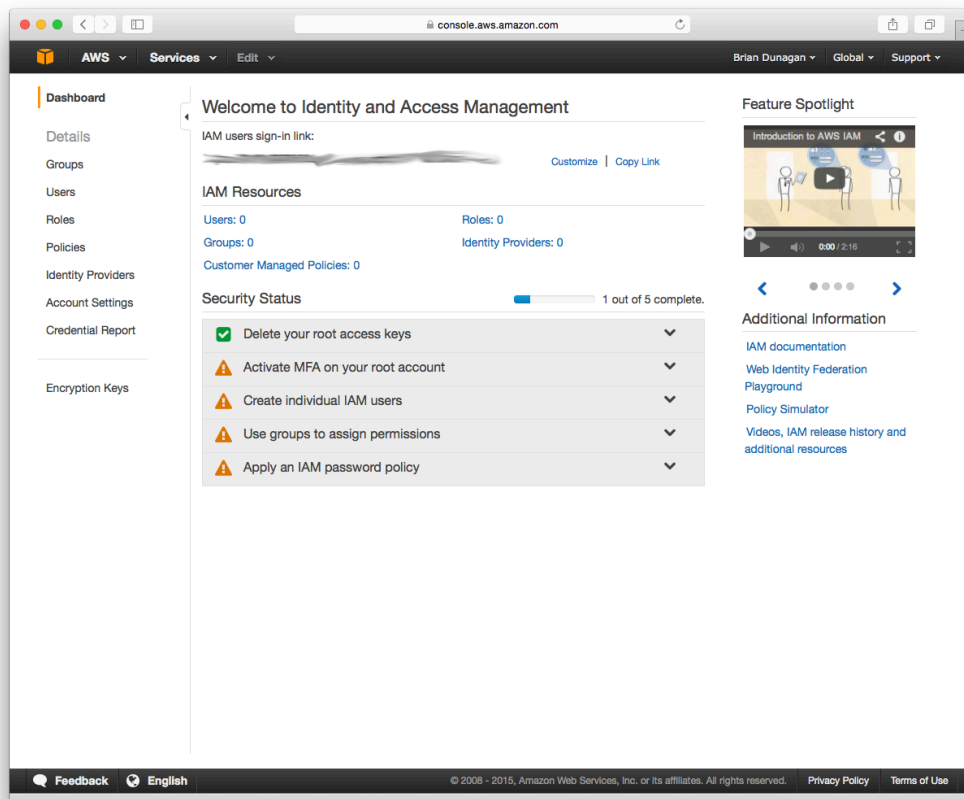 console.aws.amazon.com
AWS Services Edit Brian Dunagan Global Support
Dashboard
Details
Groups
Users
Roles
Policies
Identity Providers
Account Settings
Credential Report
Encryption Keys
Welcome to Identity and Access Management
IAM users sign-in link:
Customize | Copy Link
IAM Resources
Users: 0 Roles: 0
Groups: 0 Identity Providers: 0
Customer Managed Policies: 0
Security Status 1 out of 5 complete.
Delete your root access keys
Activate MFA on your root account
Create individual IAM users
Use groups to assign permissions
Apply an IAM password policy
Feature Spotlight
Introduction to AWS IAM
0:00 / 2:16
Additional Information
IAM documentation
Web Identity Federation
Playground
Policy Simulator
Videos, IAM release history and
additional resources
Feedback English © 2008 - 2015, Amazon Web Services, Inc. or its affiliates. All rights reserved. Privacy Policy Terms of Use